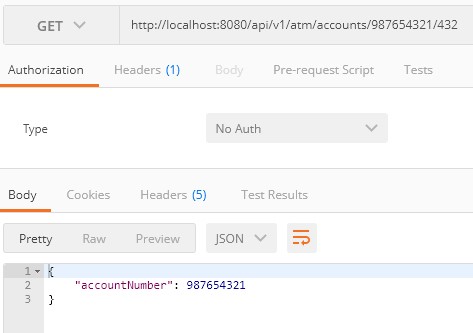 GET http://localhost:8080/api/v1/atm/accounts/987654321/432
Authorization Headers (1) Body Pre-request Script Tests
Type No Auth
Body Cookies Headers (5) Test Results
Pretty Raw Preview JSON
1 {
2 "accountNumber": 987654321
3 }